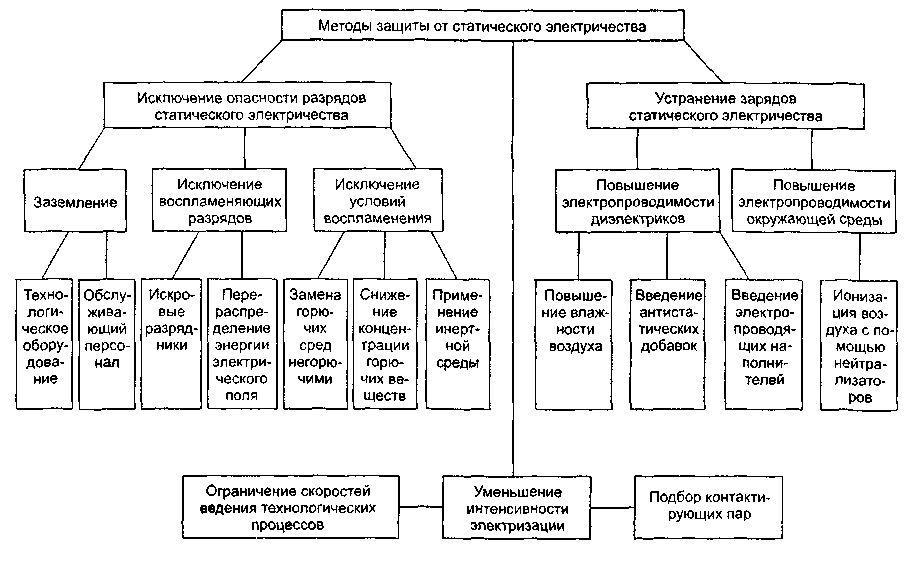 Методы защиты от статического электричества
Исключение опасности разрядов
статического электричества
Устранение зарядов
статического электричества
Заземление
Исключение
воспламеняющих
разрядов
Исключение
условий
воспламенения
Повышение
электропроводимости
диэлектриков
Повышение
электропроводимости
окружающей среды
Техно-
логи-
ческое
обору-
дова-
ние
Обслу-
жива-
ющий
персо-
нал
Искро-
вые
разряд-
ники
Пере-
распре-
деление
энергии
электри-
ческого
поля
Замена
горю-
чих
сред
негорю-
чими
Сниже-
ние
концен-
трации
горю-
чих ве-
ществ
Приме-
нение
инерт-
ной
среды
Повыше-
ние влаж-
ности
воздуха
Введение
антиста-
тических
добавок
Введение
электро-
проводя-
щих на-
полни-
телей
Иониза-
ция воз-
духа с по-
мощью
нейтра-
лизато-
ров
Ограничение скоростей
ведения технологических
процессов
Уменьшение
интенсивности
электризации
Подбор контакти-
рующих пар